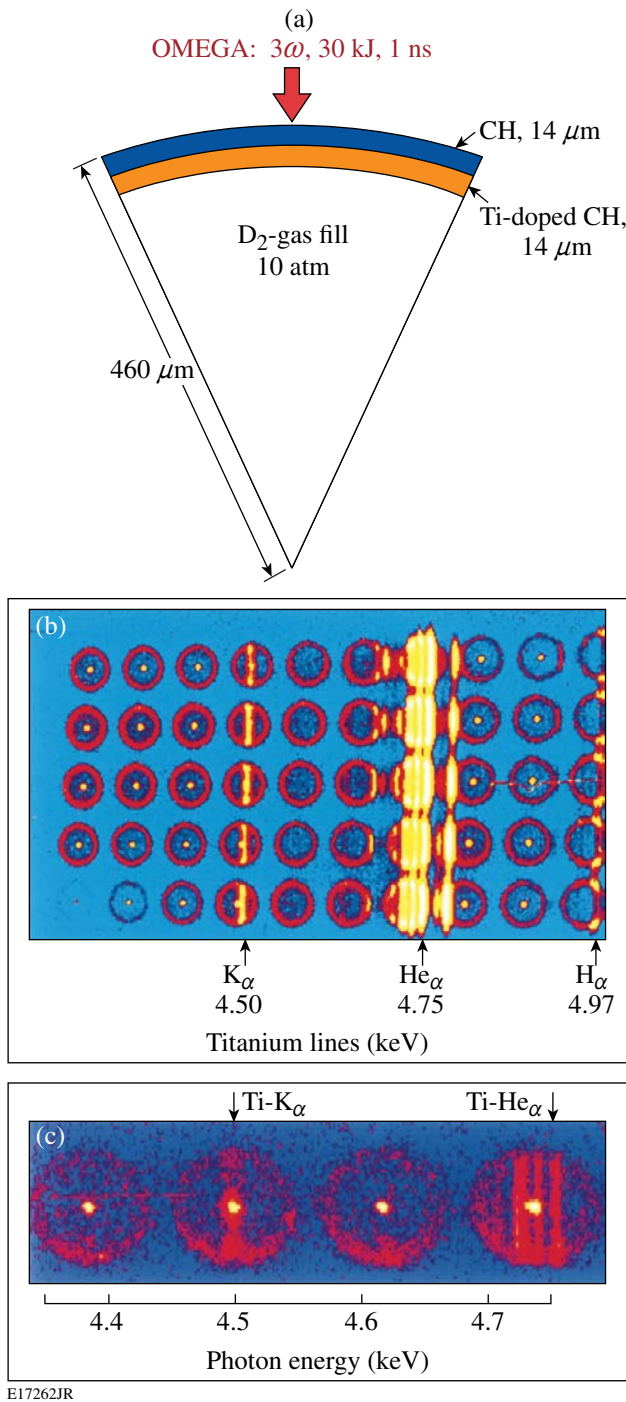 (a)
OMEGA: 3ω, 30 kJ, 1 ns
CH, 14 μm
Ti-doped CH,
14 μm
D₂-gas fill
10 atm
460 μm
(b)
Kα Heα Hα
4.50 4.75 4.97
Titanium lines (keV)
Ti-Kα Ti-Heα
(c)
4.4 4.5 4.6 4.7
Photon energy (keV)
E17262JR